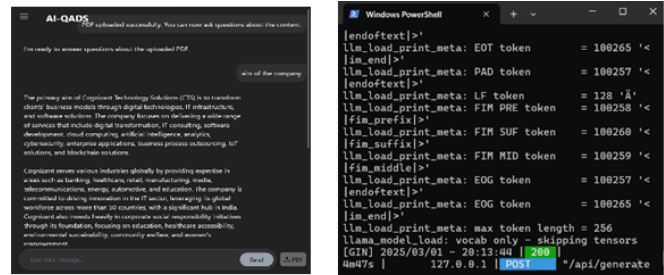 AI-QADS
PDF uploaded successfully. You can now ask questions about the content.
I'm ready to answer questions about the uploaded PDF.
aim of the company
The primary aim of Cognizant Technology Solutions (CTS) is to transform
clients' business models through digital technologies, IT infrastructure,
and software solutions. The company focuses on delivering a wide range
of services that include digital transformation, IT consulting, software
development, cloud computing, artificial intelligence, analytics,
cybersecurity, enterprise applications, business process outsourcing, IoT
solutions, and blockchain solutions.
Cognizant serves various industries globally by providing expertise in
areas such as banking, healthcare, retail, manufacturing, media,
telecommunications, energy, automotive, and education. The company is
committed to driving innovation in the IT sector, leveraging its global
workforce across more than 50 countries, with a significant hub in India.
Cognizant also invests heavily in corporate social responsibility initiatives
through its foundation, focusing on education, healthcare accessibility,
environmental sustainability, community welfare, and women's
empowerment.
Type your message...
Send
PDF
Windows PowerShell
|endoftext|>'
llm_load_print_meta: EOT token = 100265 '<
|im_end|>'
llm_load_print_meta: PAD token = 100257 '<
|endoftext|>'
llm_load_print_meta: LF token = 128 'Ä'
llm_load_print_meta: FIM PRE token = 100258 '<
|fim_prefix|>'
llm_load_print_meta: FIM SUF token = 100260 '<
|fim_suffix|>'
llm_load_print_meta: FIM MID token = 100259 '<
|fim_middle|>'
llm_load_print_meta: EOG token = 100257 '<
|endoftext|>'
llm_load_print_meta: EOG token = 100265 '<
|im_end|>'
llm_load_print_meta: max token length = 256
llama_model_load: vocab only - skipping tensors
[GIN] 2025/03/01 - 20:13:44 | 200 |
4m47s | 127.0.0.1 | POST "/api/generate